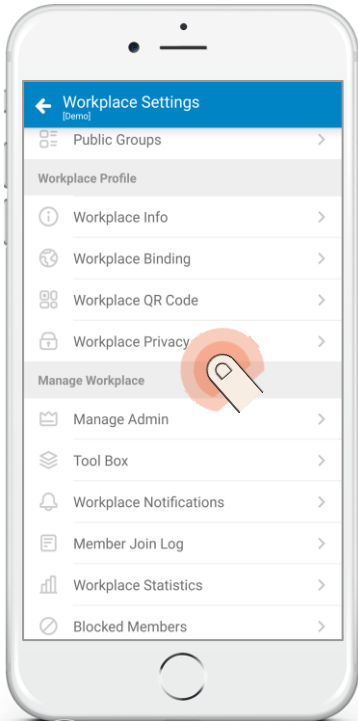 Workplace Settings
[Demo]
Public Groups
Workplace Profile
Workplace Info
Workplace Binding
Workplace QR Code
Workplace Privacy
Manage Workplace
Manage Admin
Tool Box
Workplace Notifications
Member Join Log
Workplace Statistics
Blocked Members